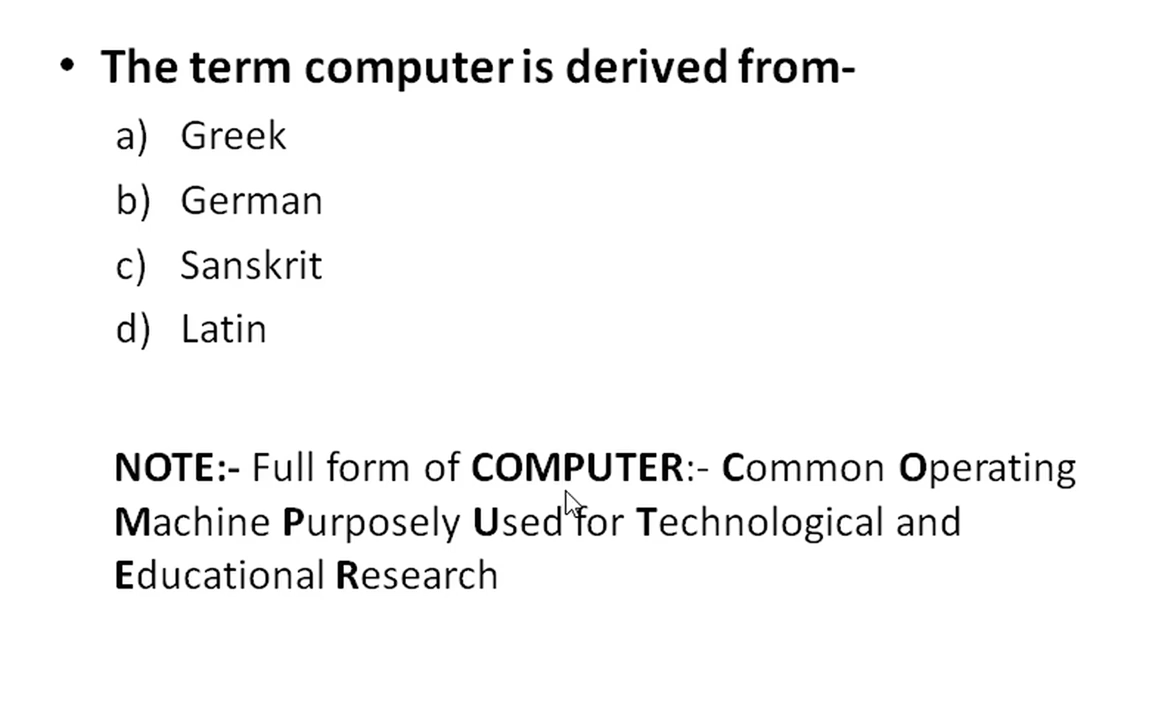 • The term computer is derived from-
a) Greek
b) German
c) Sanskrit
d) Latin
NOTE:- Full form of COMPUTER:- Common Operating
Machine Purposely Used for Technological and
Educational Research